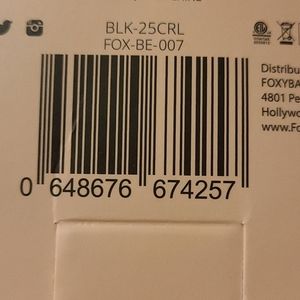 BLK-25CRL
FOX-BE-007
Distribu
FOXYBA
4801 Pe
Hollywo
www.Fo
0 648676 674257